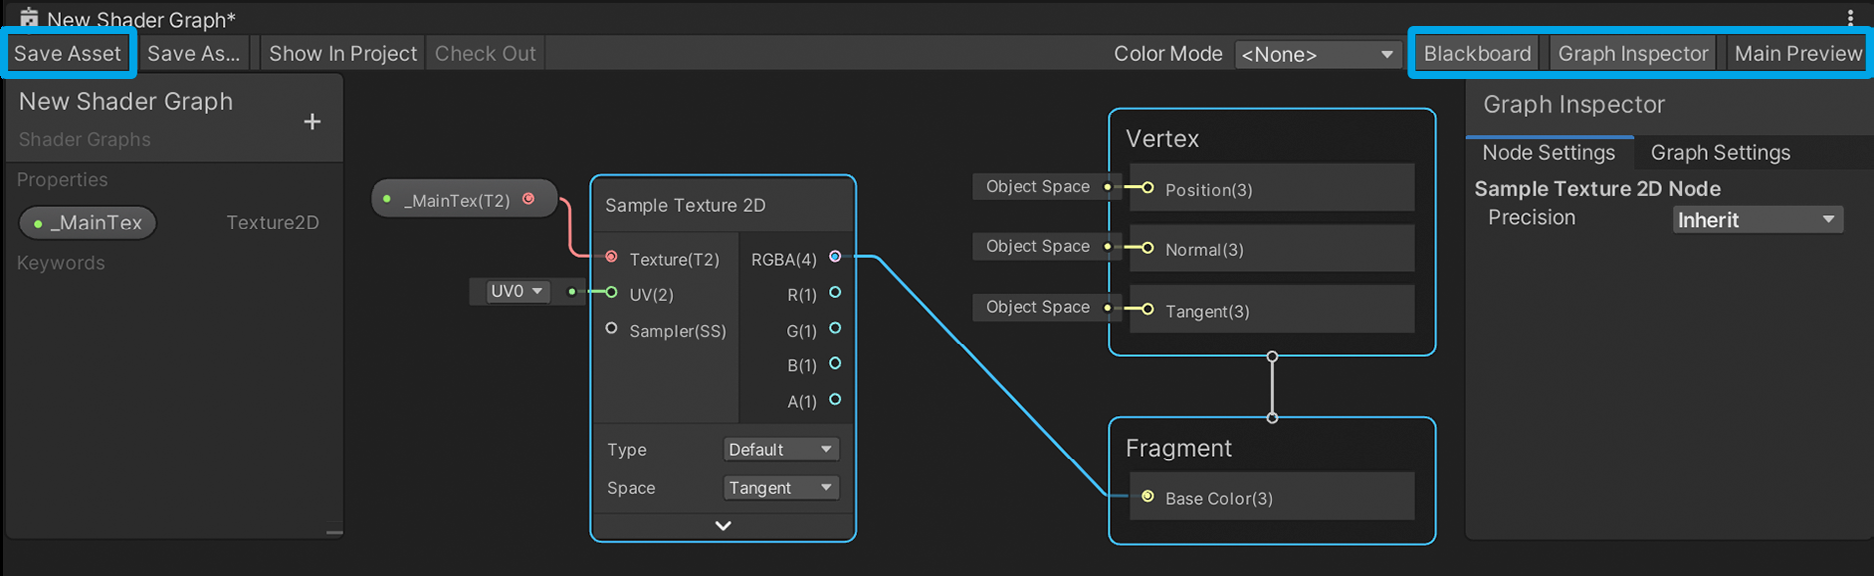 New Shader Graph*
Save Asset Save As... Show In Project Check Out Color Mode <None> Blackboard Graph Inspector Main Preview
New Shader Graph
+
Shader Graphs
Properties
_MainTex Texture2D
Keywords
_MainTex(T2)
UV0
Sample Texture 2D
Texture(T2) RGBA(4)
UV(2) R(1)
Sampler(SS) G(1)
B(1)
A(1)
Type Default
Space Tangent
Vertex
Object Space Position(3)
Object Space Normal(3)
Object Space Tangent(3)
Fragment
Base Color(3)
Graph Inspector
Node Settings Graph Settings
Sample Texture 2D Node
Precision Inherit